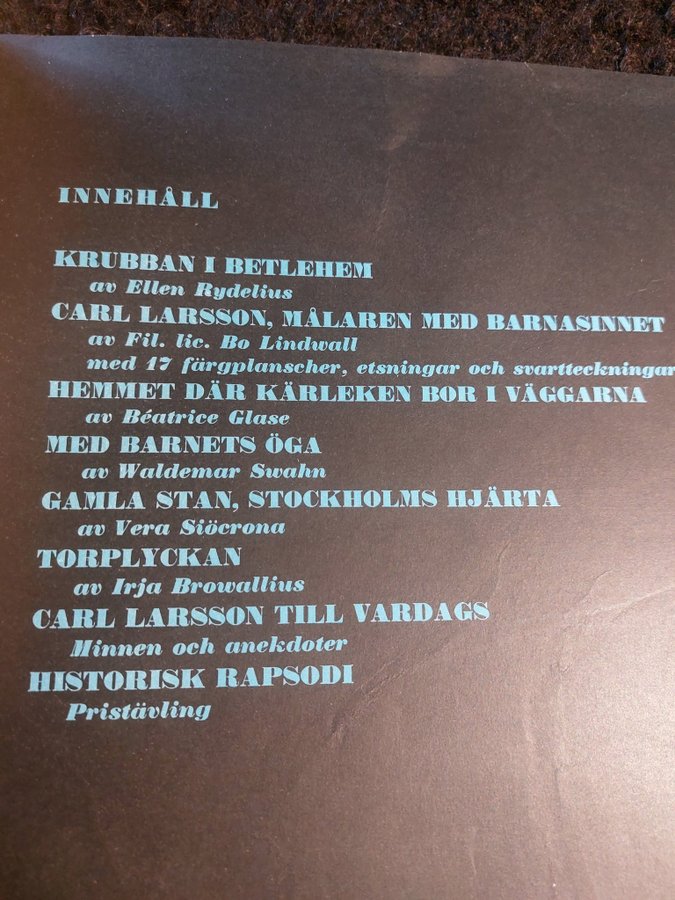 INNEHÅLL
KRUBBAN I BETLEHEM
av Ellen Rydelius
CARL LARSSON, MÅLAREN MED BARNASINNET
av Fil. lic. Bo Lindwall
med 17 färgplanscher, etsningar och svartteckningar
HEMMET DÄR KÄRLEKEN BOR I VÄGGARNA
av Béatrice Glase
MED BARNETS ÖGA
av Waldemar Swahn
GAMLA STAN, STOCKHOLMS HJÄRTA
av Vera Siöcrona
TORPLYCKAN
av Irja Browallius
CARL LARSSON TILL VARDAGS
Minnen och anekdoter
HISTORISK RAPSODI
Pristävling